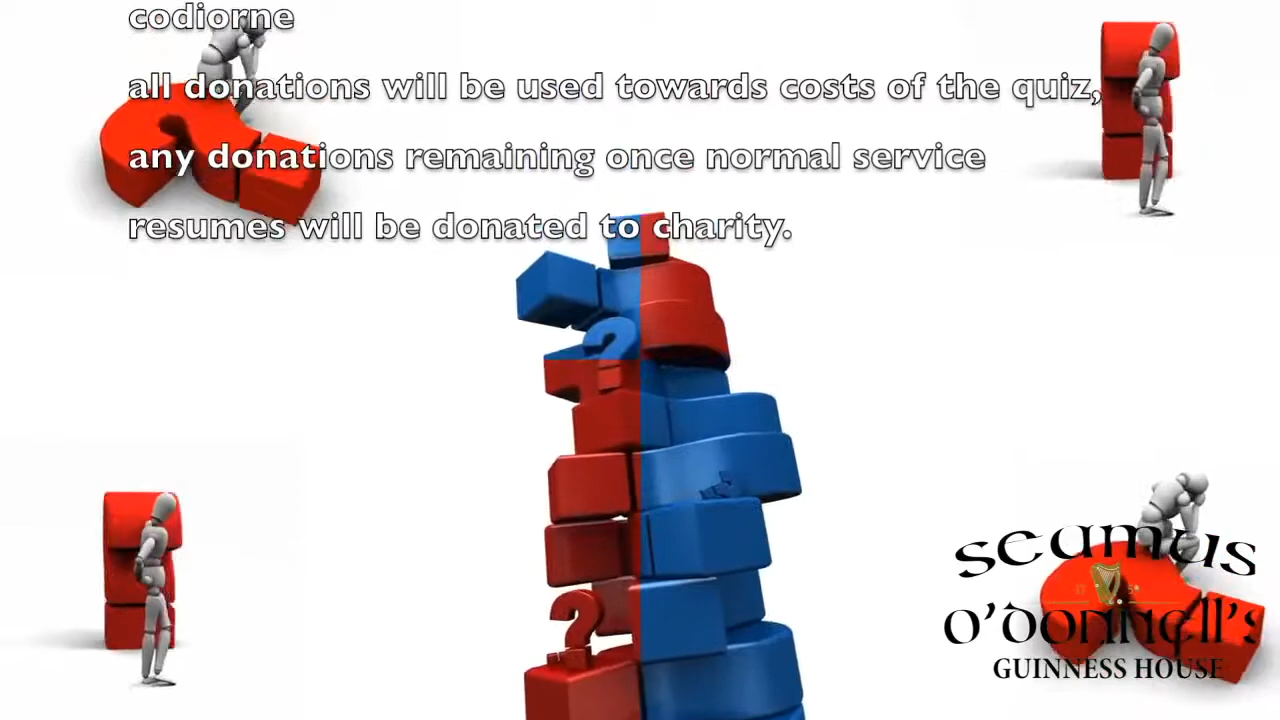 codiorne
all donations will be used towards costs of the quiz,
any donations remaining once normal service
resumes will be donated to charity.
seamus
o'donnell's
GUINNESS HOUSE